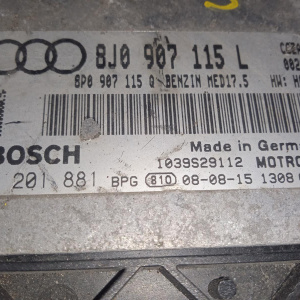 8J0 907 115 L
8P0 907 115 Q BENZIN MED17.5
HW: H
BOSCH
Made in Germ
1039S29112 MOTRO
201 881 BPG 810 08-08-15 1308